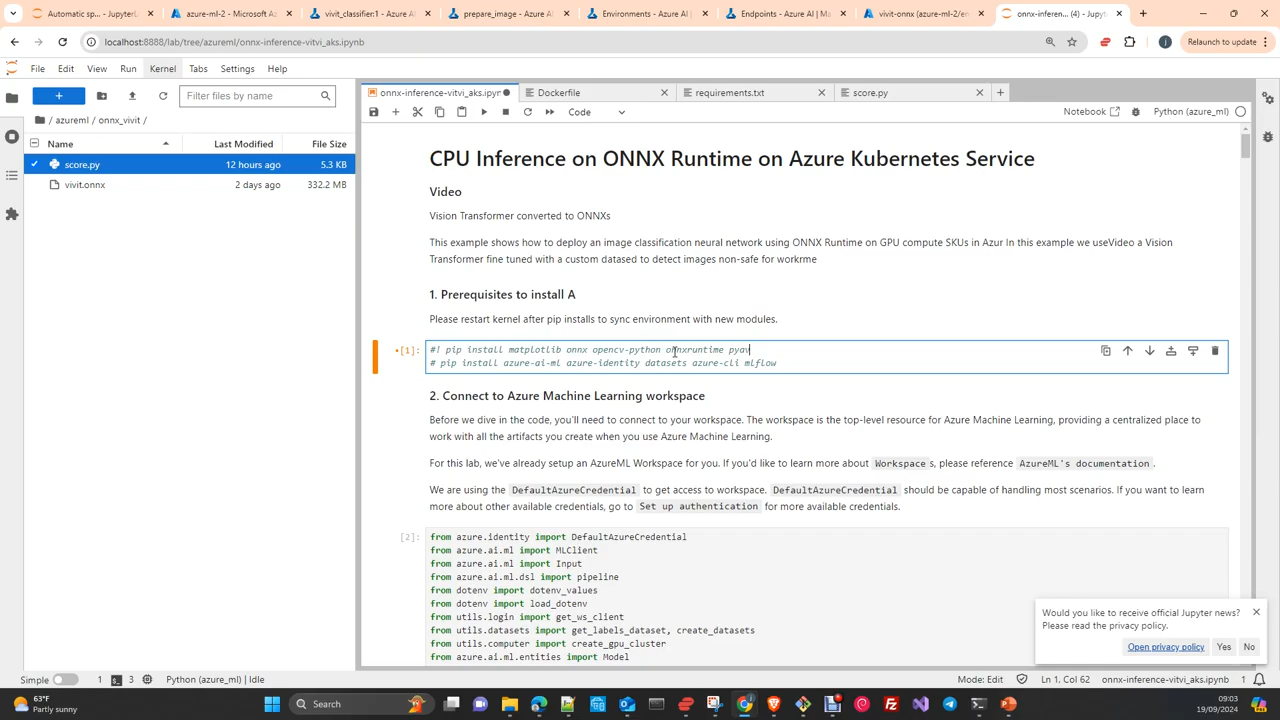 Automatic sp... - JupyterL
azure-ml-2 - Microsoft Az
vivit_classifier:1 - Azure AI
prepare_image - Azure AI
Environments - Azure AI |
Endpoints - Azure AI | Ma
vivit-onnx (azure-ml-2/en
onnx-inferen... (4) - Jupyt
localhost:8888/lab/tree/azureml/onnx-inference-vitvi_aks.ipynb
Relaunch to update
File Edit View Run Kernel Tabs Settings Help
Filter files by name
/ azureml / onnx_vivit /
Name Last Modified File Size
score.py 12 hours ago 5.3 KB
vivit.onnx 2 days ago 332.2 MB
onnx-inference-vitvi_aks.ipyn
Dockerfile
requirements.txt
score.py
Code
Notebook
Python (azure_ml)
CPU Inference on ONNX Runtime on Azure Kubernetes Service
Video
Vision Transformer converted to ONNXs
This example shows how to deploy an image classification neural network using ONNX Runtime on GPU compute SKUs in Azur In this example we useVideo a Vision
Transformer fine tuned with a custom datased to detect images non-safe for workrme
1. Prerequisites to install A
Please restart kernel after pip installs to sync environment with new modules.
[1]:
#! pip install matplotlib onnx opencv-python onnxruntime pyav
# pip install azure-ai-ml azure-identity datasets azure-cli mlflow
2. Connect to Azure Machine Learning workspace
Before we dive in the code, you'll need to connect to your workspace. The workspace is the top-level resource for Azure Machine Learning, providing a centralized place to
work with all the artifacts you create when you use Azure Machine Learning.
For this lab, we've already setup an AzureML Workspace for you. If you'd like to learn more about Workspace s, please reference AzureML's documentation .
We are using the DefaultAzureCredential to get access to workspace. DefaultAzureCredential should be capable of handling most scenarios. If you want to learn
more about other available credentials, go to Set up authentication for more available credentials.
[2]:
from azure.identity import DefaultAzureCredential
from azure.ai.ml import MLClient
from azure.ai.ml import Input
from azure.ai.ml.dsl import pipeline
from dotenv import dotenv_values
from dotenv import load_dotenv
from utils.login import get_ws_client
from utils.datasets import get_labels_dataset, create_datasets
from utils.computer import create_gpu_cluster
from azure.ai.ml.entities import Model
Would you like to receive official Jupyter news?
Please read the privacy policy.
Open privacy policy Yes No
Simple 1 3 Python (azure_ml) | Idle
Mode: Edit Ln 1, Col 62 onnx-inference-vitvi_aks.ipynb 1
63°F
Partly sunny
Search
09:03
19/09/2024